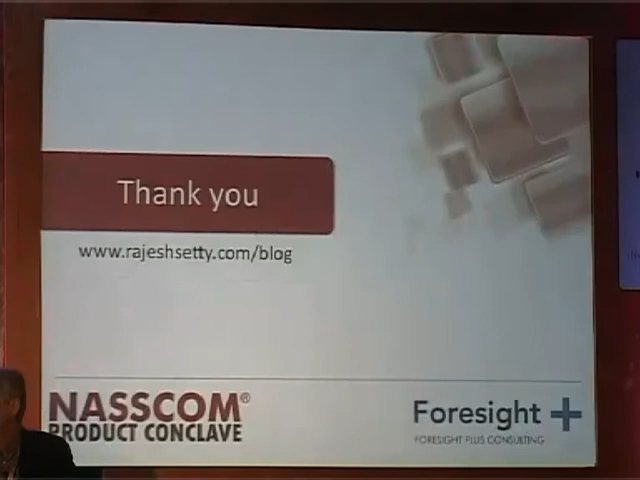 Thank you
www.rajeshsetty.com/blog
NASSCOM®
PRODUCT CONCLAVE
Foresight +
FORESIGHT PLUS CONSULTING